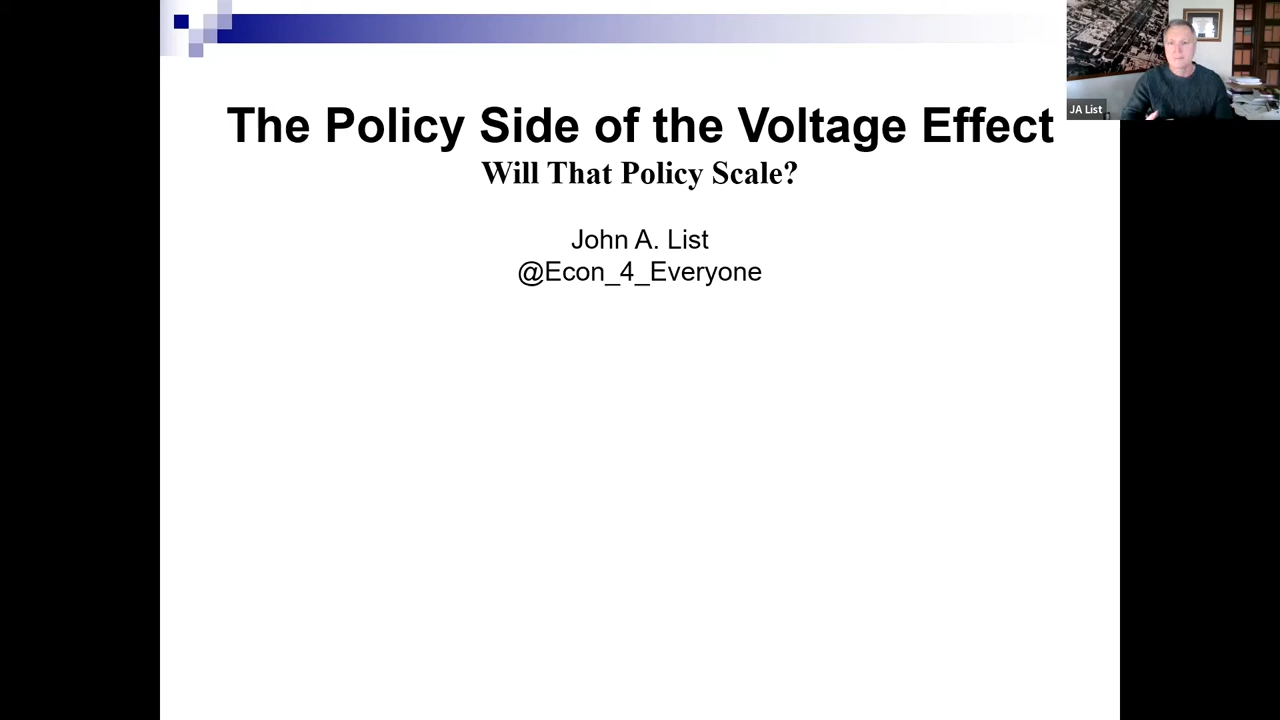 The Policy Side of the Voltage Effect
Will That Policy Scale?
John A. List
@Econ_4_Everyone
JA List